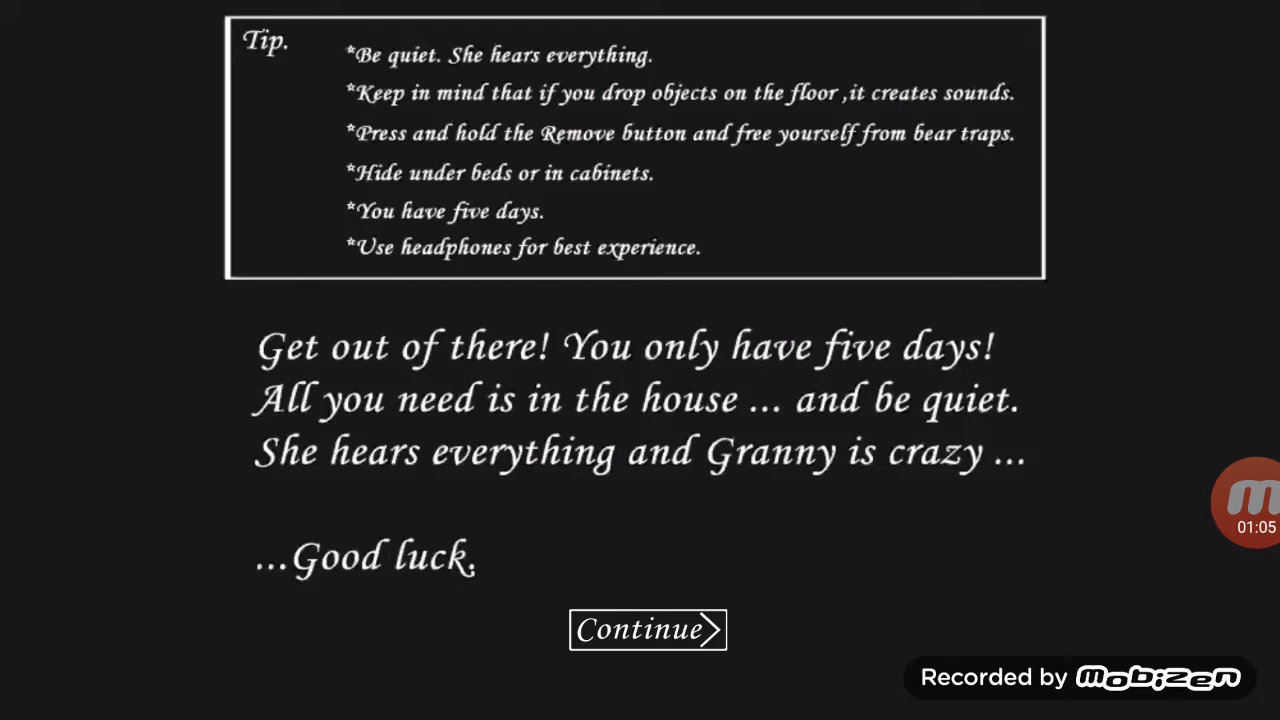 Tip.
*Be quiet. She hears everything.
*Keep in mind that if you drop objects on the floor ,it creates sounds.
*Press and hold the Remove button and free yourself from bear traps.
*Hide under beds or in cabinets.
*You have five days.
*Use headphones for best experience.
Get out of there! You only have five days!
All you need is in the house ... and be quiet.
She hears everything and Granny is crazy ...
...Good luck.
Continue
01:05
Recorded by mobizen